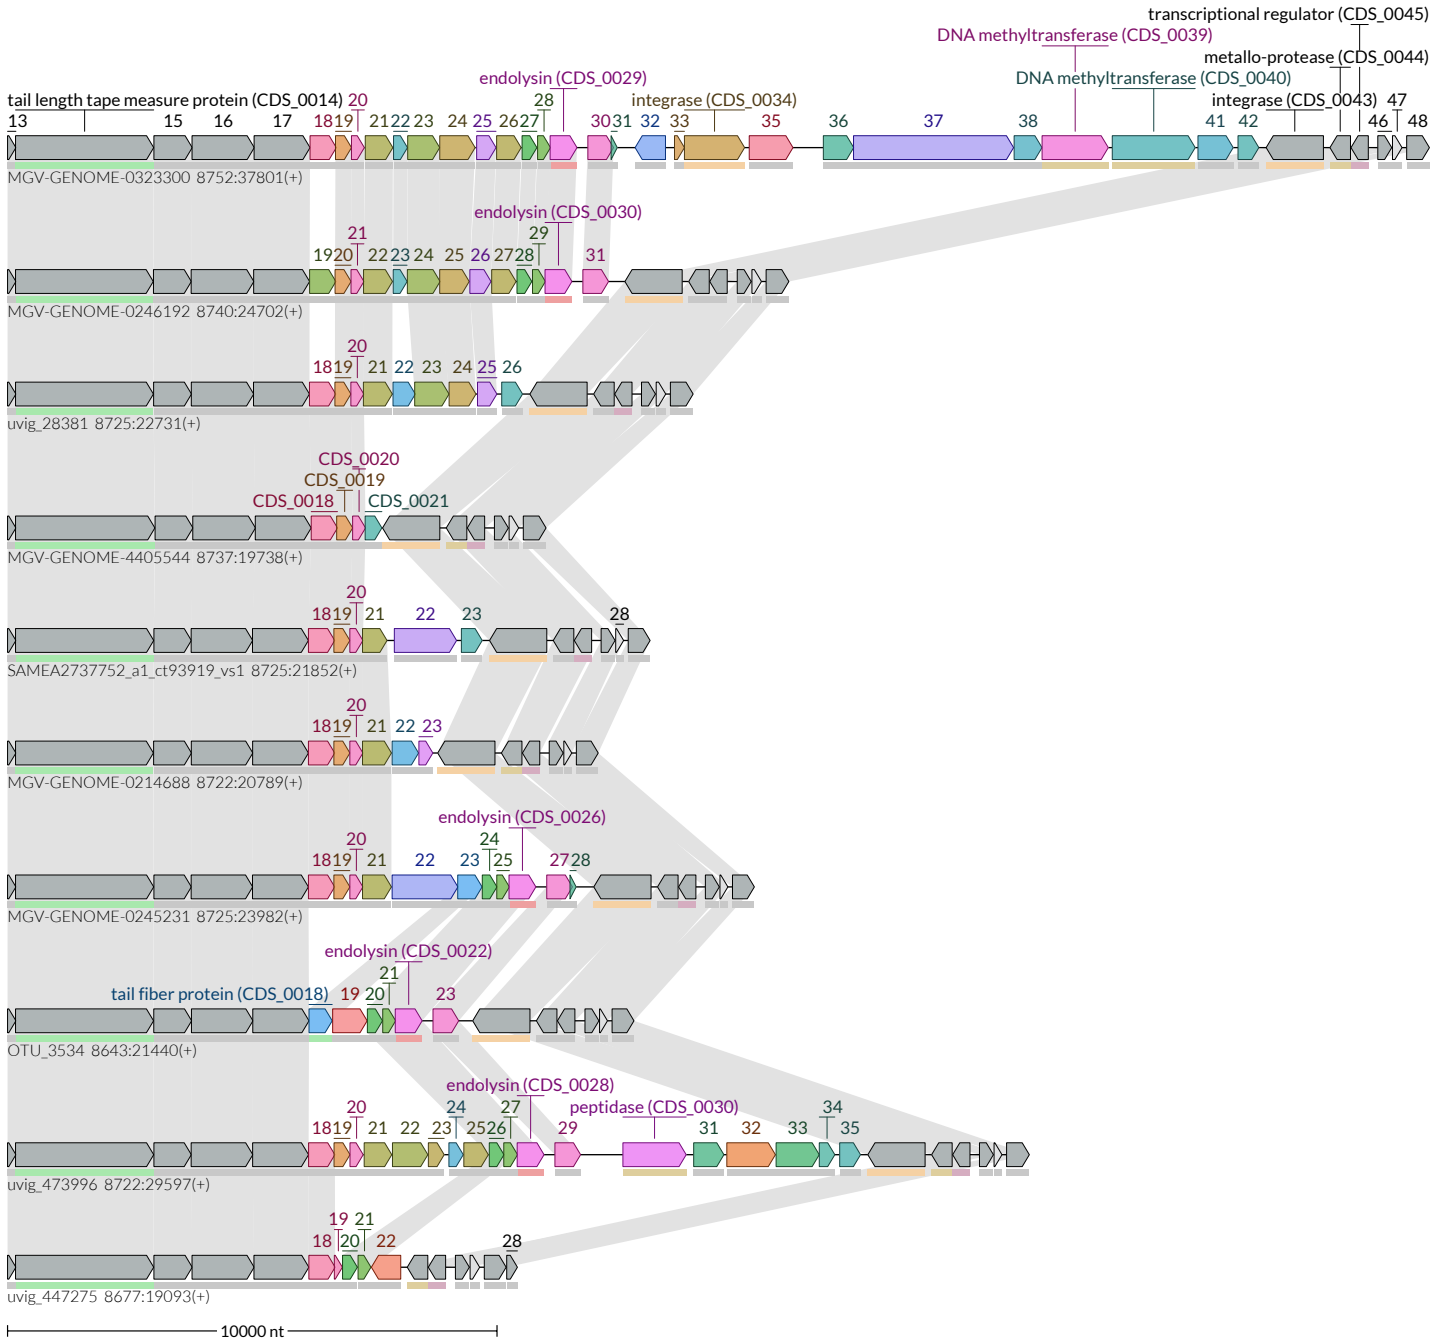 transcriptional regulator (CDS_0045)
DNA methyltransferase (CDS_0039)
metallo-protease (CDS_0044)
endolysin (CDS_0029) DNA methyltransferase (CDS_0040)
tail length tape measure protein (CDS_0014) 20 28 integrase (CDS_0034) integrase (CDS_0043) 47
13 15 16 17 18 19 21 22 23 24 25 26 27 30 31 32 33 35 36 37 38 41 42 46 48
MGV-GENOME-0323300 8752:37801(+)
endolysin (CDS_0030)
21 29
19 20 22 23 24 25 26 27 28 31
MGV-GENOME-0246192 8740:24702(+)
20
18 19 21 22 23 24 25 26
uvig_28381 8725:22731(+)
CDS_0020
CDS_0019
CDS_0018 CDS_0021
MGV-GENOME-4405544 8737:19738(+)
20
18 19 21 22 23 28
SAMEA2737752_a1_ct93919_vs1 8725:21852(+)
20
18 19 21 22 23
MGV-GENOME-0214688 8722:20789(+)
endolysin (CDS_0026)
20 24
18 19 21 22 23 25 27 28
MGV-GENOME-0245231 8725:23982(+)
endolysin (CDS_0022)
21
tail fiber protein (CDS_0018) 19 20 23
OTU_3534 8643:21440(+)
endolysin (CDS_0028)
20 24 27 peptidase (CDS_0030) 34
18 19 21 22 23 25 26 29 31 32 33 35
uvig_473996 8722:29597(+)
19 21
18 20 22 28
uvig_447275 8677:19093(+)
10000 nt